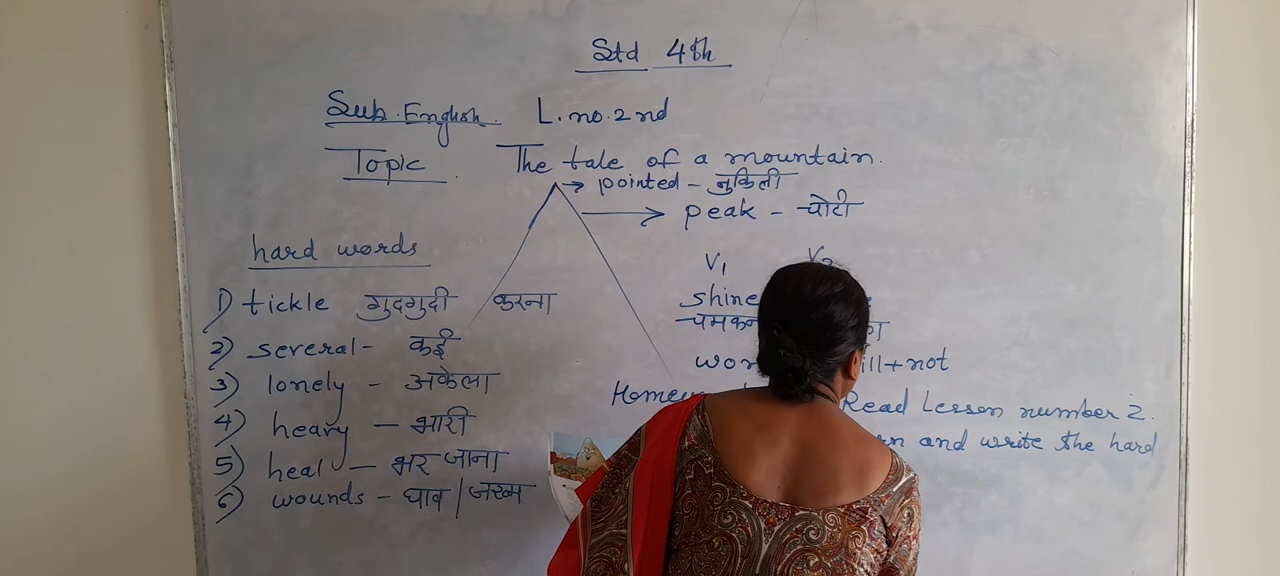 Std 4th
Sub. English. L. no. 2nd
Topic. The tale of a mountain.
→ pointed - नुकिली
→ peak - चोटी
hard words
1) tickle गुदगुदी करना
2) several - कई
3) lonely - अकेला
4) heavy - भारी
5) heal - भर जाना
6) wounds - घाव / जख्म
V1 V2
shine
will+not
Read Lesson number 2.
and write the hard